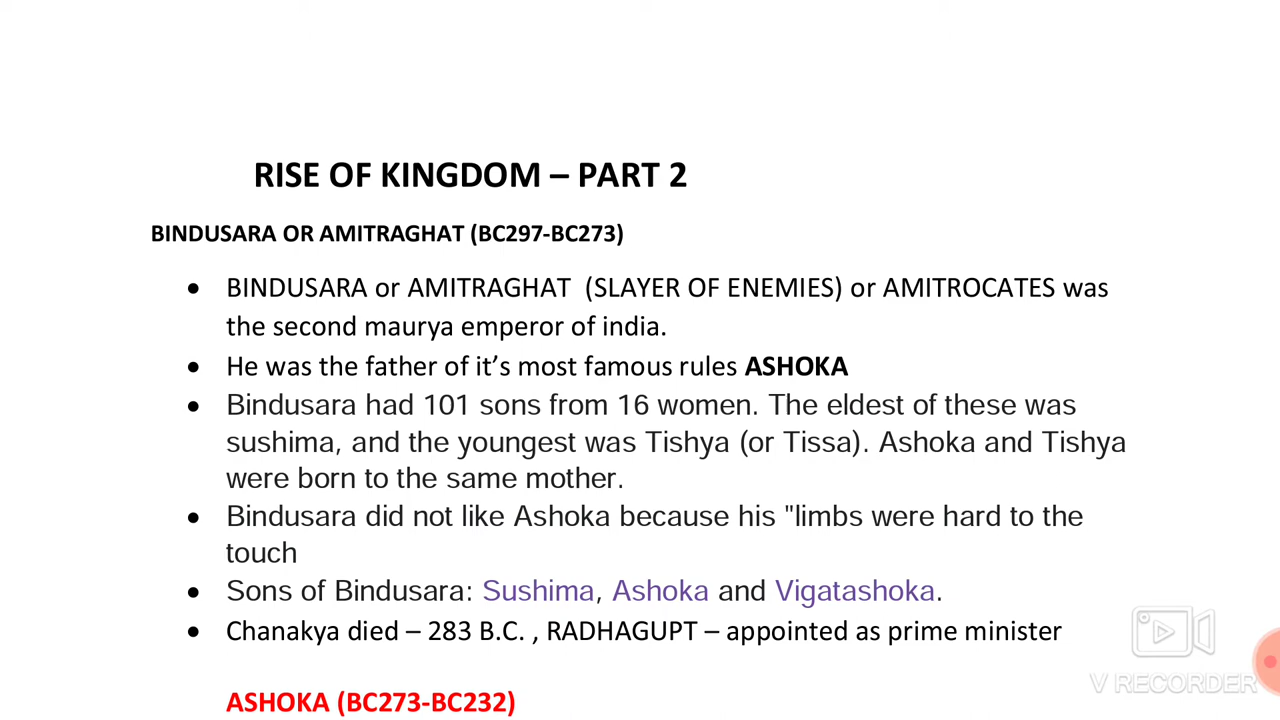 RISE OF KINGDOM – PART 2
BINDUSARA OR AMITRAGHAT (BC297-BC273)
• BINDUSARA or AMITRAGHAT (SLAYER OF ENEMIES) or AMITROCATES was
the second maurya emperor of india.
• He was the father of it’s most famous rules ASHOKA
• Bindusara had 101 sons from 16 women. The eldest of these was
sushima, and the youngest was Tishya (or Tissa). Ashoka and Tishya
were born to the same mother.
• Bindusara did not like Ashoka because his "limbs were hard to the
touch
• Sons of Bindusara: Sushima, Ashoka and Vigatashoka.
• Chanakya died – 283 B.C. , RADHAGUPT – appointed as prime minister
V RECORDER
ASHOKA (BC273-BC232)